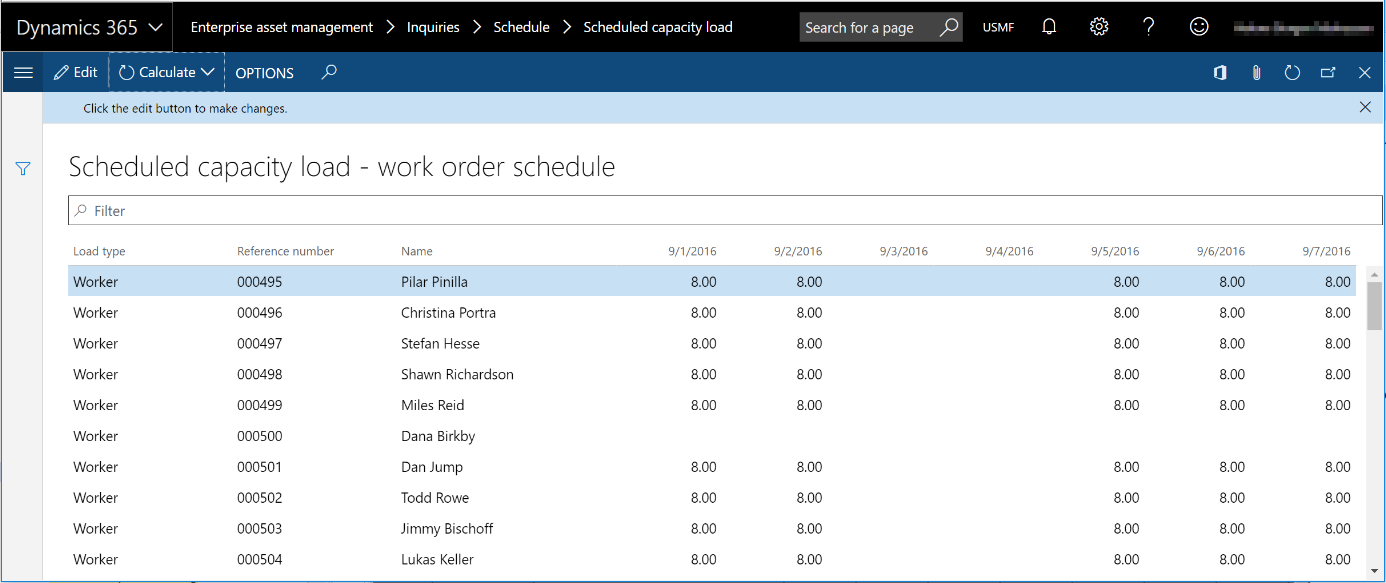 Dynamics 365 Enterprise asset management Inquiries Schedule Scheduled capacity load Search for a page USMF
Edit Calculate OPTIONS
Click the edit button to make changes.
Scheduled capacity load - work order schedule
Filter
Load type Reference number Name 9/1/2016 9/2/2016 9/3/2016 9/4/2016 9/5/2016 9/6/2016 9/7/2016
Worker 000495 Pilar Pinilla 8.00 8.00 8.00 8.00 8.00
Worker 000496 Christina Portra 8.00 8.00 8.00 8.00 8.00
Worker 000497 Stefan Hesse 8.00 8.00 8.00 8.00 8.00
Worker 000498 Shawn Richardson 8.00 8.00 8.00 8.00 8.00
Worker 000499 Miles Reid 8.00 8.00 8.00 8.00 8.00
Worker 000500 Dana Birkby
Worker 000501 Dan Jump 8.00 8.00 8.00 8.00 8.00
Worker 000502 Todd Rowe 8.00 8.00 8.00 8.00 8.00
Worker 000503 Jimmy Bischoff 8.00 8.00 8.00 8.00 8.00
Worker 000504 Lukas Keller 8.00 8.00 8.00 8.00 8.00